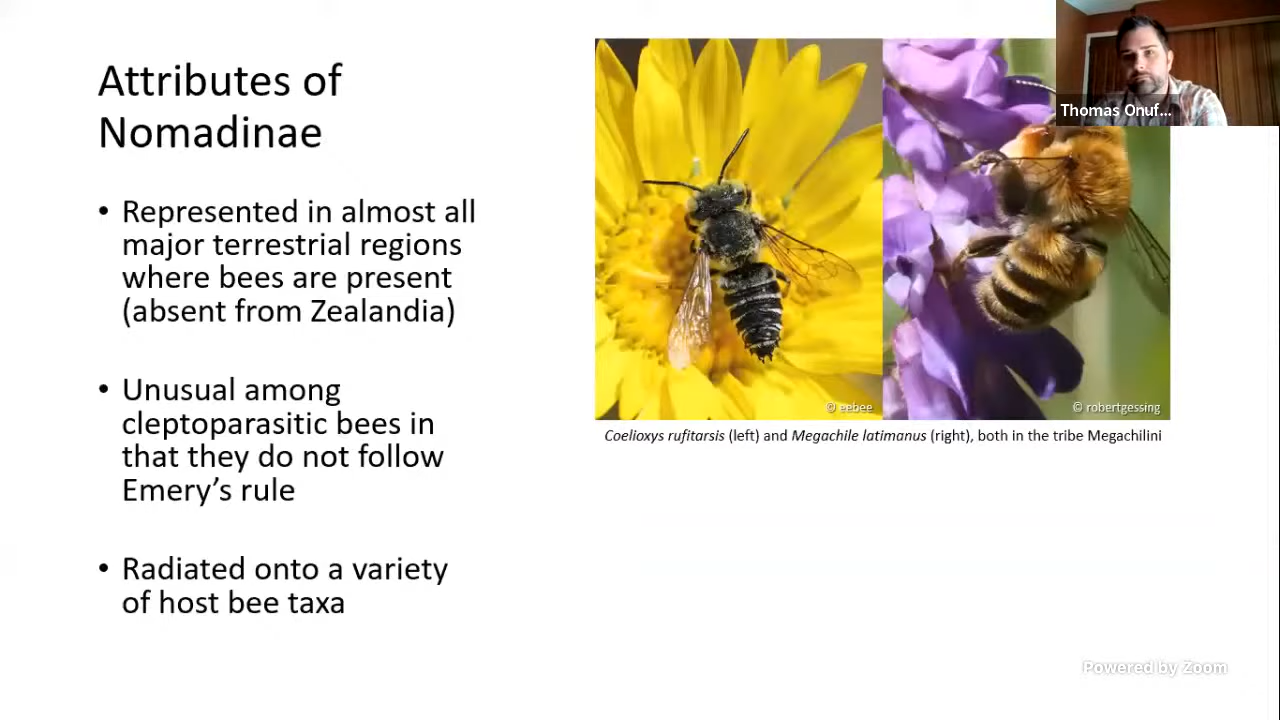 Attributes of
Nomadinae
• Represented in almost all
major terrestrial regions
where bees are present
(absent from Zealandia)
• Unusual among
cleptoparasitic bees in
that they do not follow
Emery's rule
• Radiated onto a variety
of host bee taxa
© eebee
© robertgessing
Coelioxys rufitarsis (left) and Megachile latimanus (right), both in the tribe Megachilini
Thomas Onuf...
Powered by Zoom